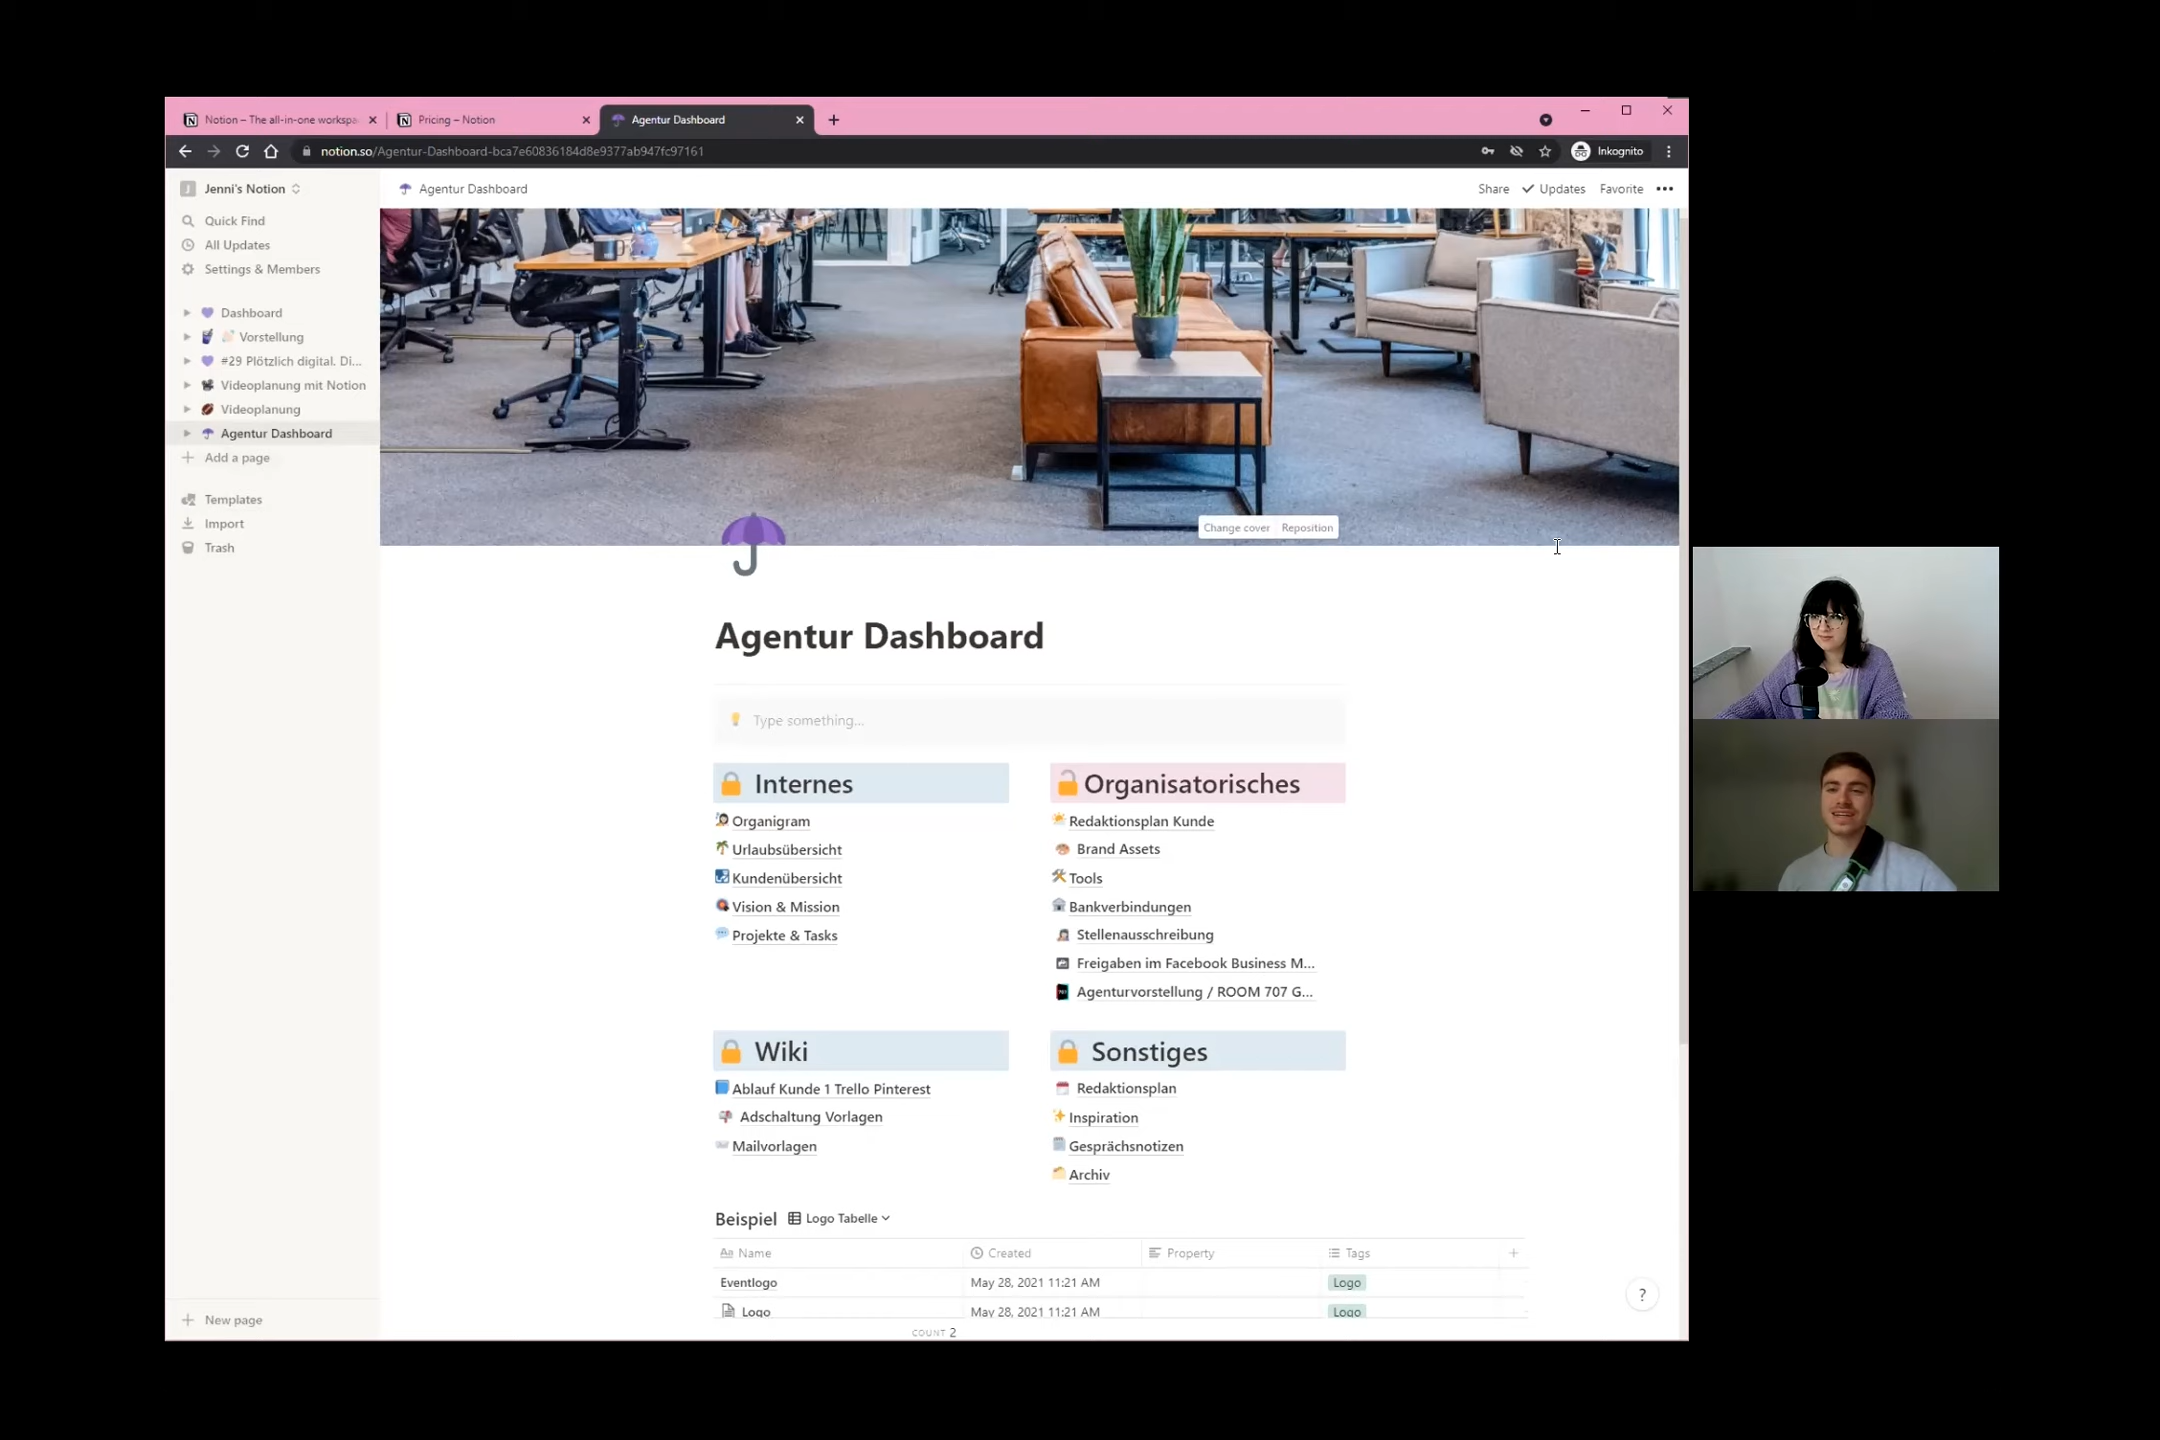 Notion – The all-in-one workspa
Pricing – Notion
Agentur Dashboard
notion.so/Agentur-Dashboard-bca7e60836184d8e9377ab947fc97161
Inkognito
J Jenni's Notion
Agentur Dashboard
Share
Updates
Favorite
Quick Find
All Updates
Settings & Members
Dashboard
Vorstellung
#29 Plötzlich digital. Di...
Videoplanung mit Notion
Videoplanung
Agentur Dashboard
Add a page
Templates
Import
Trash
New page
Change cover
Reposition
Agentur Dashboard
Type something...
Internes
Organigram
Urlaubsübersicht
Kundenübersicht
Vision & Mission
Projekte & Tasks
Organisatorisches
Redaktionsplan Kunde
Brand Assets
Tools
Bankverbindungen
Stellenausschreibung
Freigaben im Facebook Business M...
Agenturvorstellung / ROOM 707 G...
Wiki
Ablauf Kunde 1 Trello Pinterest
Adschaltung Vorlagen
Mailvorlagen
Sonstiges
Redaktionsplan
Inspiration
Gesprächsnotizen
Archiv
Beispiel Logo Tabelle
Aa Name Created Property Tags
Eventlogo May 28, 2021 11:21 AM Logo
Logo May 28, 2021 11:21 AM Logo
COUNT 2
?